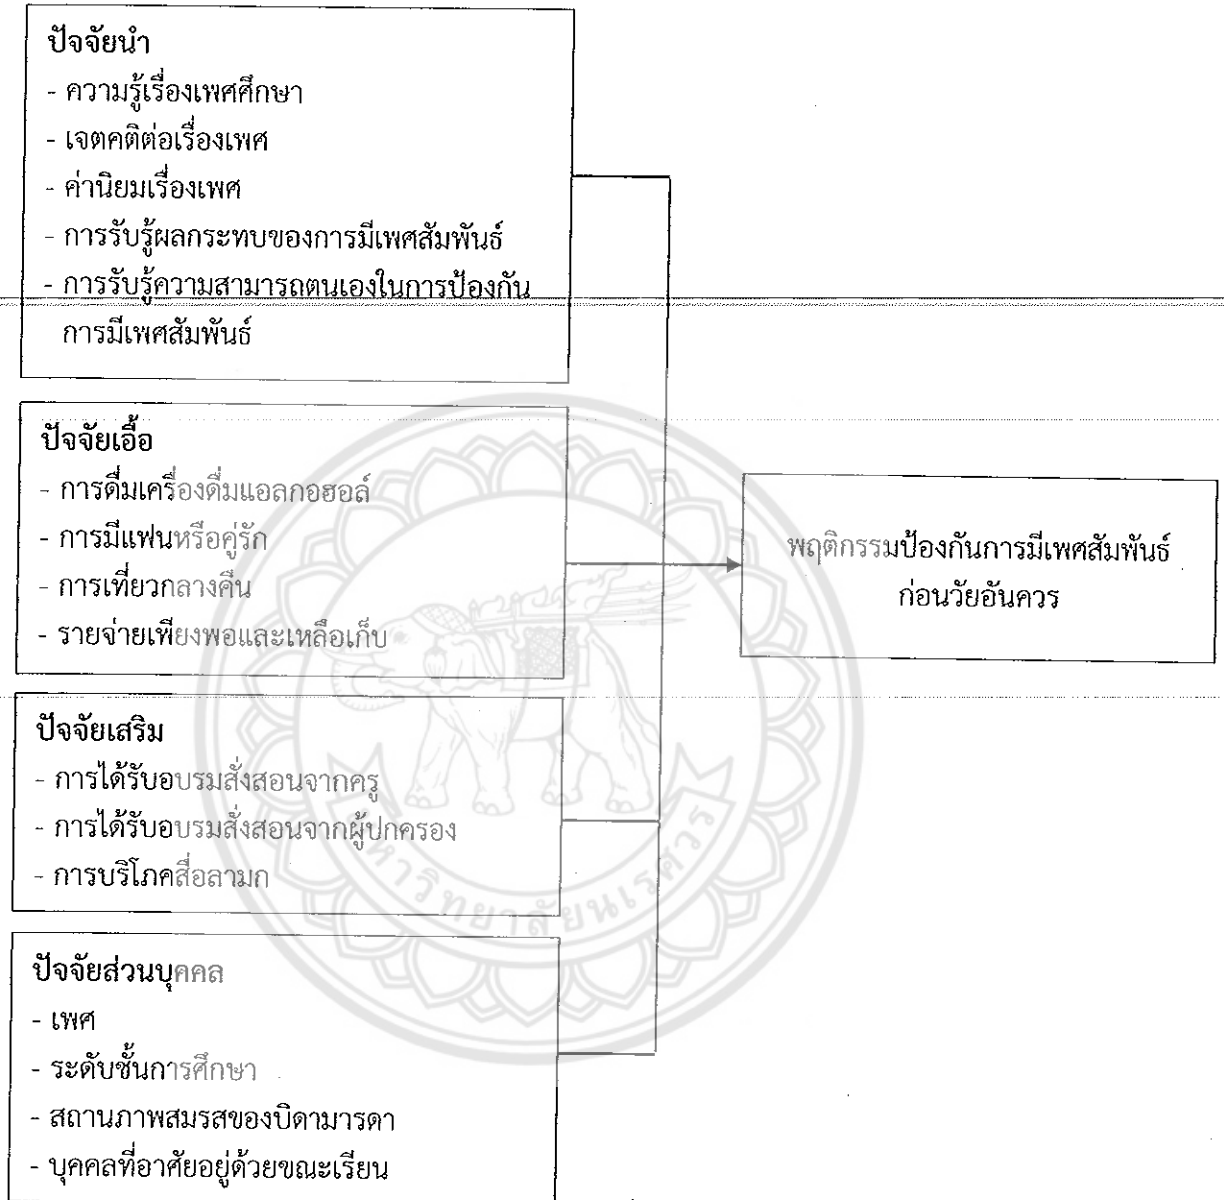 ปัจจัยนำ
- ความรู้เรื่องเพศศึกษา
- เจตคติต่อเรื่องเพศ
- ค่านิยมเรื่องเพศ
- การรับรู้ผลกระทบของการมีเพศสัมพันธ์
- การรับรู้ความสามารถตนเองในการป้องกัน
การมีเพศสัมพันธ์
ปัจจัยเอื้อ
- การดื่มเครื่องดื่มแอลกอฮอล์
- การมีแฟนหรือคู่รัก
- การเที่ยวกลางคืน
- รายจ่ายเพียงพอและเหลือเก็บ
พฤติกรรมป้องกันการมีเพศสัมพันธ์
ก่อนวัยอันควร
ปัจจัยเสริม
- การได้รับอบรมสั่งสอนจากครู
- การได้รับอบรมสั่งสอนจากผู้ปกครอง
- การบริโภคสื่อลามก
มหาวิทยาลัยนเรศวร
ปัจจัยส่วนบุคคล
- เพศ
- ระดับชั้นการศึกษา
- สถานภาพสมรสของบิดามารดา
- บุคคลที่อาศัยอยู่ด้วยขณะเรียน